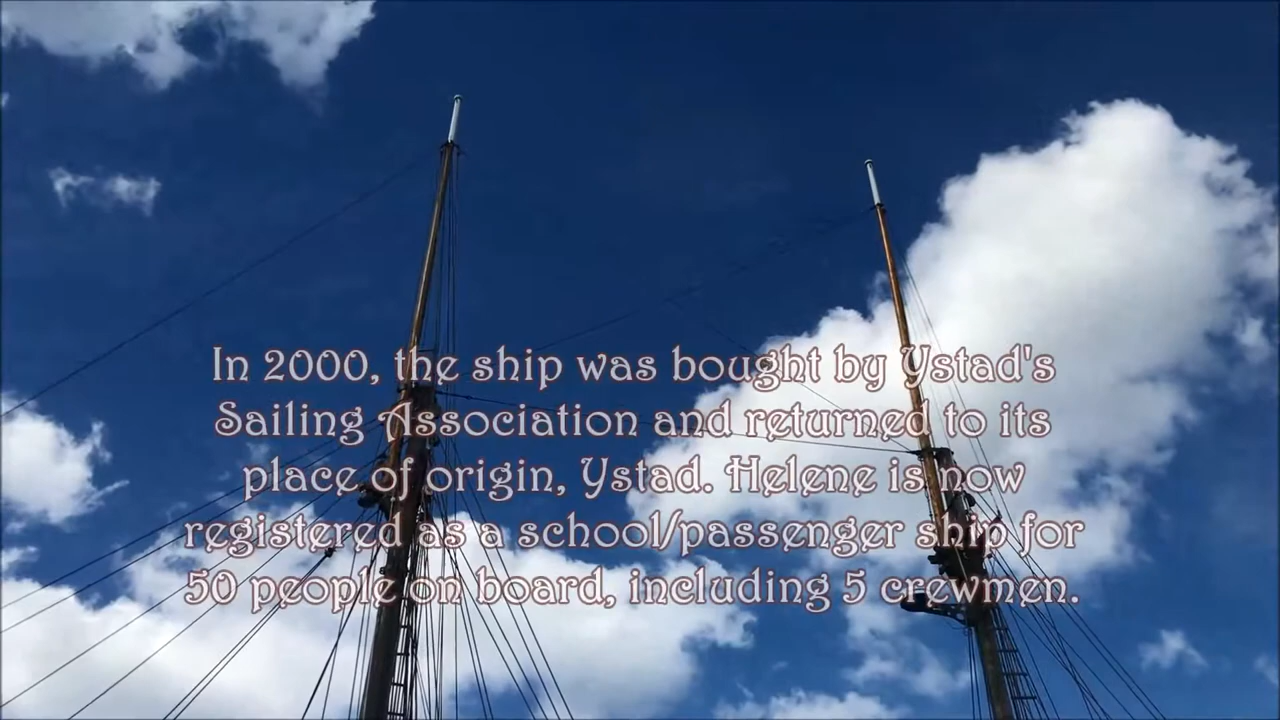 In 2000, the ship was bought by Ystad's
Sailing Association and returned to its
place of origin, Ystad. Helene is now
registered as a school/passenger ship for
50 people on board, including 5 crewmen.